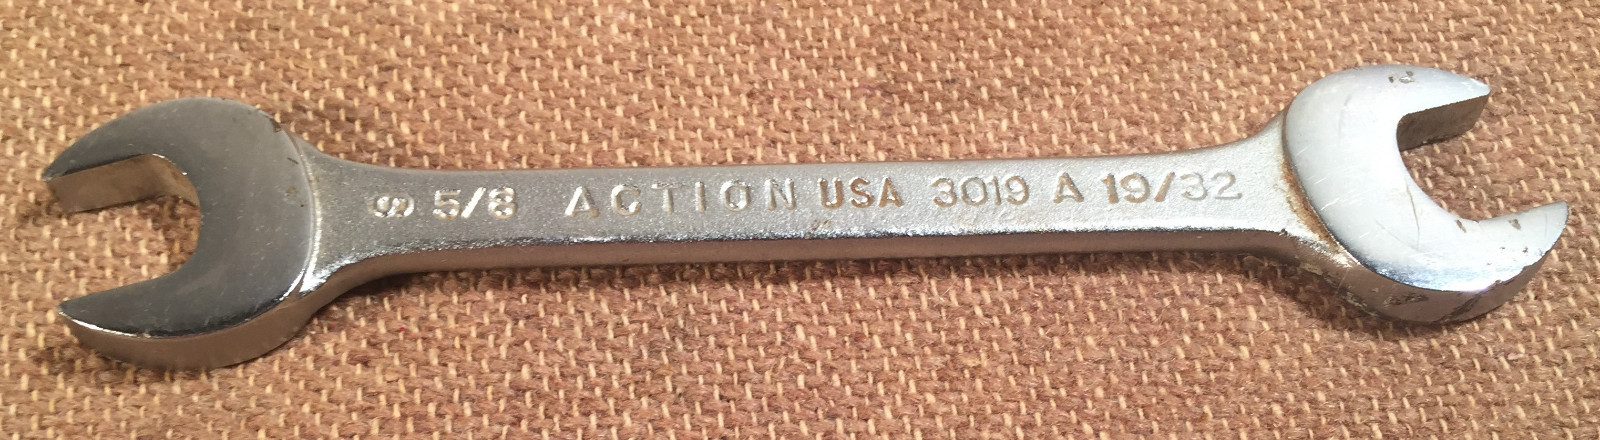 5/8 ACTION USA 3019 A 19/32